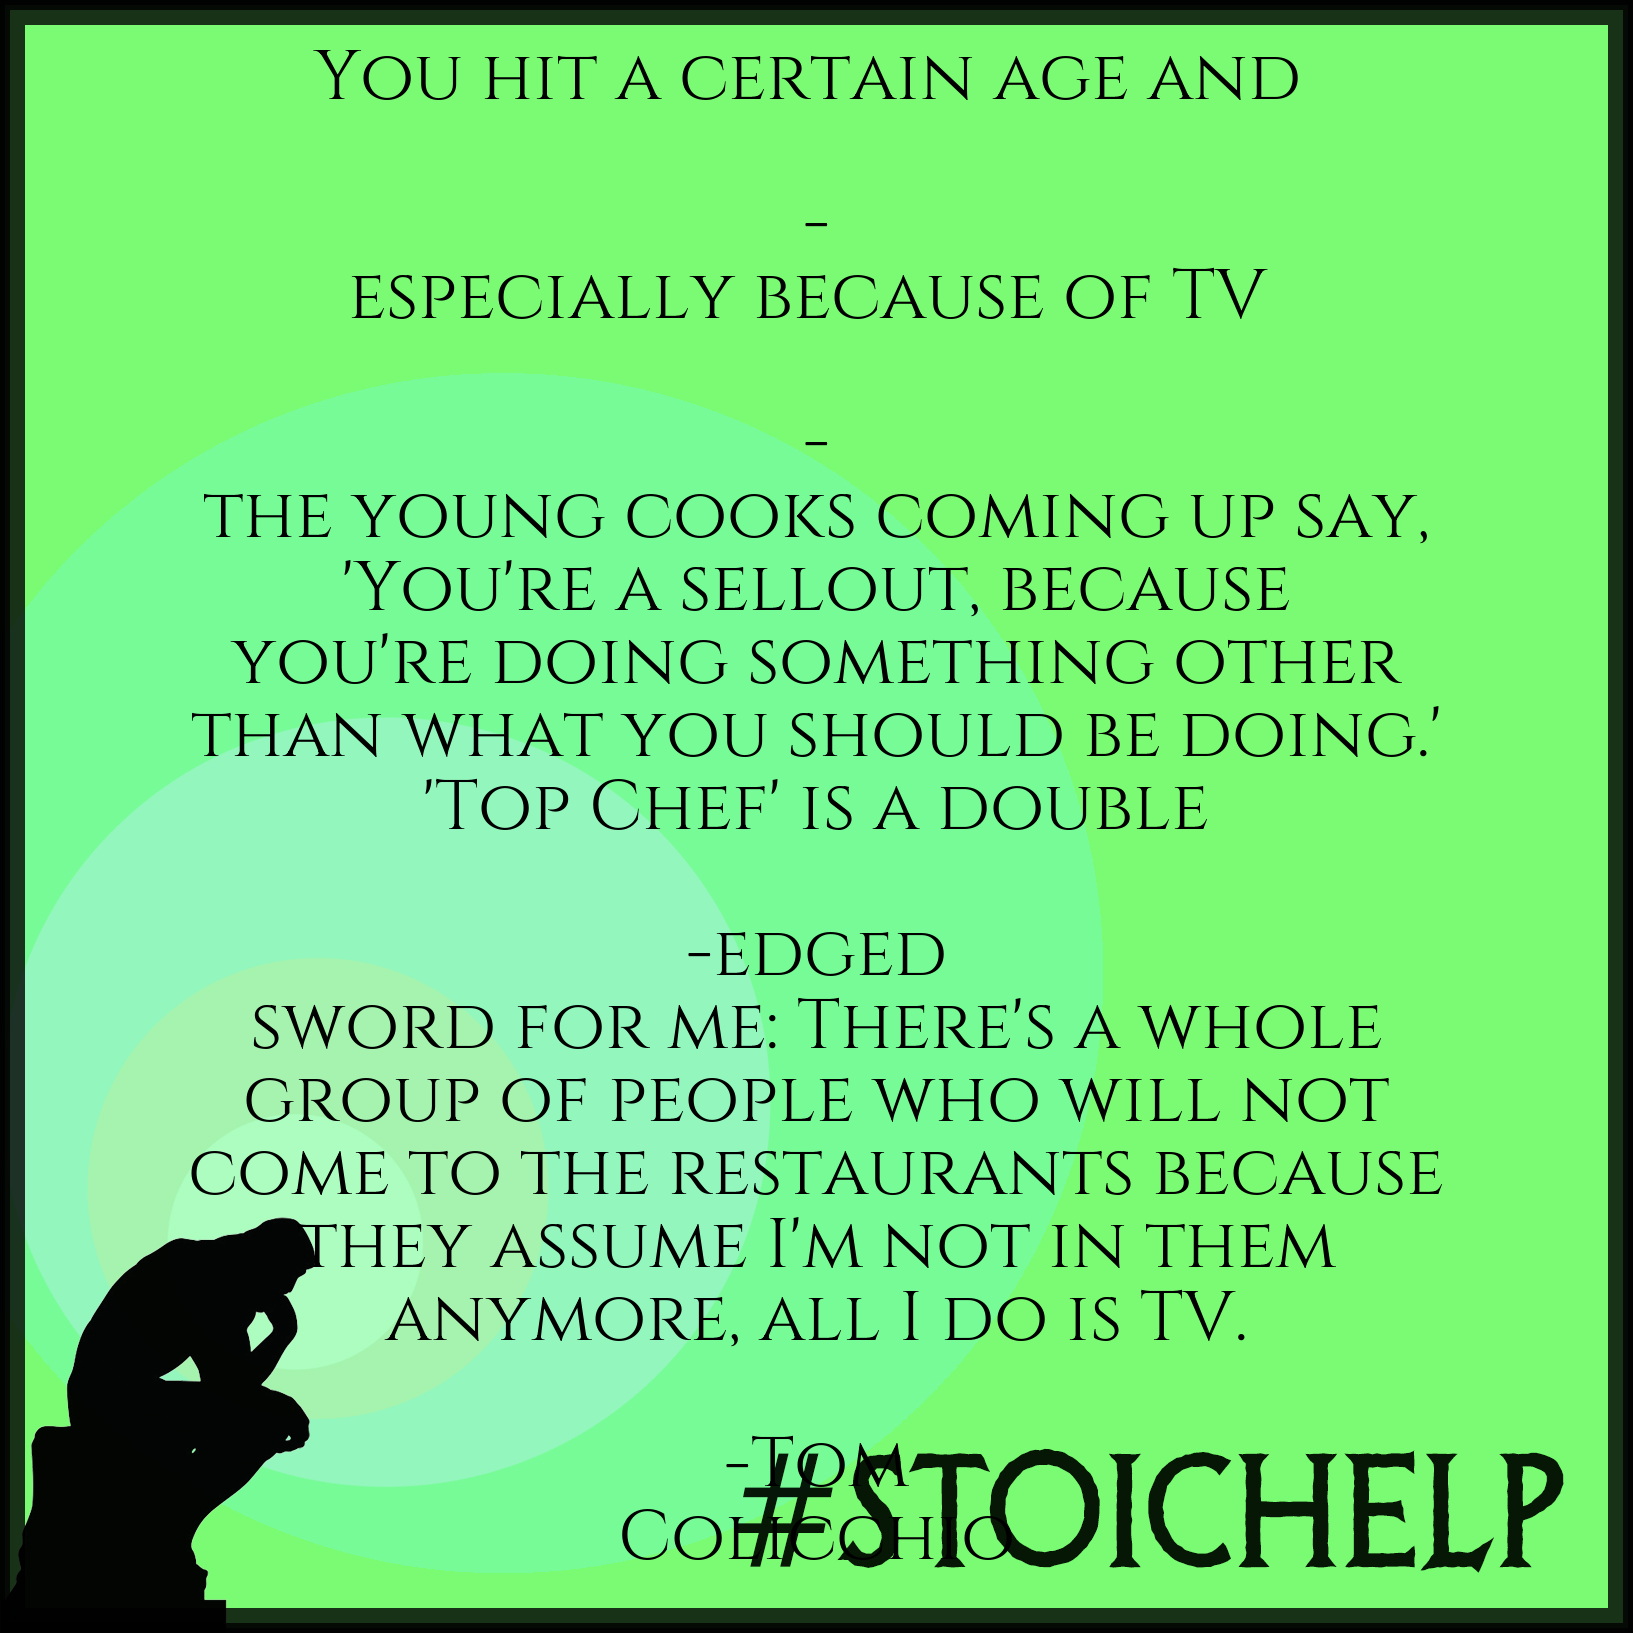 You hit a certain age and
-
especially because of TV
-
the young cooks coming up say,
'You're a sellout, because
you're doing something other
than what you should be doing.'
'Top Chef' is a double
-edged
sword for me: There's a whole
group of people who will not
come to the restaurants because
they assume I'm not in them
anymore, all I do is TV.
-Tom
Colicchio
#STOICHELP